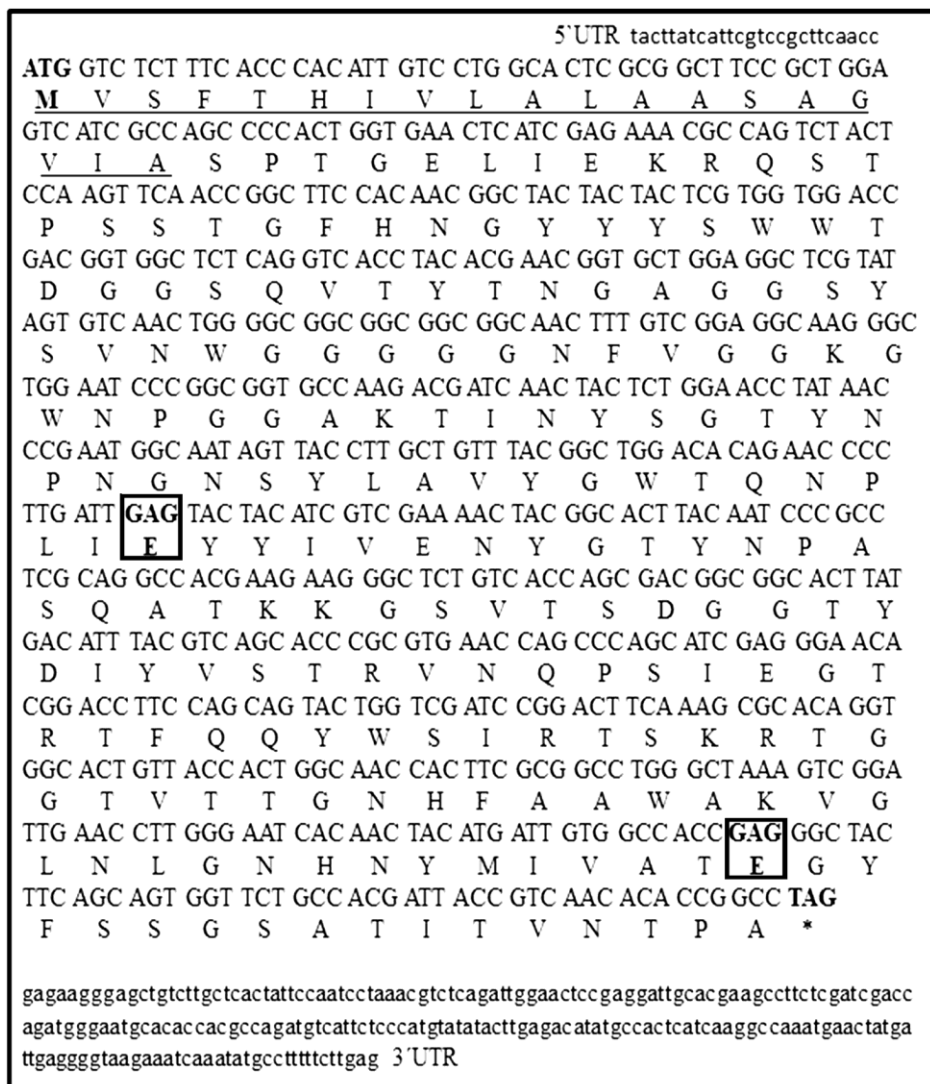 5`UTR tacttatcattcgtccgcttcaacc
ATG GTC TCT TTC ACC CAC ATT GTC CTG GCA CTC GCG GCT TCC GCT GGA
M V S F T H I V L A L A A S A G
GTC ATC GCC AGC CCC ACT GGT GAA CTC ATC GAG AAA CGC CAG TCT ACT
V I A S P T G E L I E K R Q S T
CCA AGT TCA ACC GGC TTC CAC AAC GGC TAC TAC TAC TCG TGG TGG ACC
P S S T G F H N G Y Y Y S W W T
GAC GGT GGC TCT CAG GTC ACC TAC ACG AAC GGT GCT GGA GGC TCG TAT
D G G S Q V T Y T N G A G G S Y
AGT GTC AAC TGG GGC GGC GGC GGC GGC AAC TTT GTC GGA GGC AAG GGC
S V N W G G G G G N F V G G K G
TGG AAT CCC GGC GGT GCC AAG ACG ATC AAC TAC TCT GGA ACC TAT AAC
W N P G G A K T I N Y S G T Y N
CCG AAT GGC AAT AGT TAC CTT GCT GTT TAC GGC TGG ACA CAG AAC CCC
P N G N S Y L A V Y G W T Q N P
TTG ATT GAG TAC TAC ATC GTC GAA AAC TAC GGC ACT TAC AAT CCC GCC
L I E Y Y I V E N Y G T Y N P A
TCG CAG GCC ACG AAG AAG GGC TCT GTC ACC AGC GAC GGC GGC ACT TAT
S Q A T K K G S V T S D G G T Y
GAC ATT TAC GTC AGC ACC CGC GTG AAC CAG CCC AGC ATC GAG GGA ACA
D I Y V S T R V N Q P S I E G T
CGG ACC TTC CAG CAG TAC TGG TCG ATC CGG ACT TCA AAG CGC ACA GGT
R T F Q Q Y W S I R T S K R T G
GGC ACT GTT ACC ACT GGC AAC CAC TTC GCG GCC TGG GCT AAA GTC GGA
G T V T T G N H F A A W A K V G
TTG AAC CTT GGG AAT CAC AAC TAC ATG ATT GTG GCC ACC GAG GGC TAC
L N L G N H N Y M I V A T E G Y
TTC AGC AGT GGT TCT GCC ACG ATT ACC GTC AAC ACA CCG GCC TAG
F S S G S A T I T V N T P A *
gagaagggagctgtcttgctcactattccaatcctaaacgtctcagattggaactccgaggattgcacgaagccttctcgatcgacc
agatgggaatgcacaccacgccagatgtcattctcccatgtatatacttgagacatatgccactcatcaaggccaaatgaactatga
ttgaggggtaagaaatcaaatatgcctttttcttgag 3´UTR